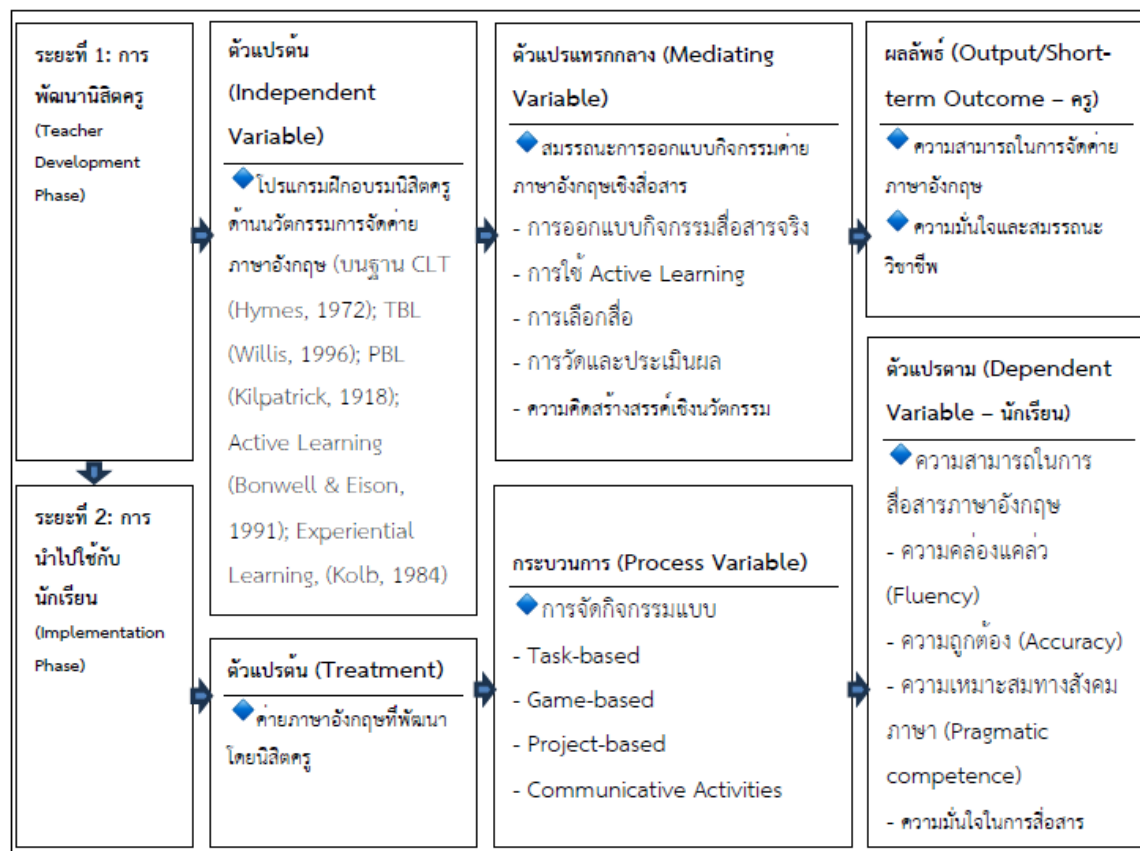 ระยะที่ 1: การ
พัฒนานิสิตครู
(Teacher
Development
Phase)
ตัวแปรต้น
(Independent
Variable)
โปรแกรมฝึกอบรมนิสิตครู
ด้านนวัตกรรมการจัดค่าย
ภาษาอังกฤษ (บนฐาน CLT
(Hymes, 1972); TBL
(Willis, 1996); PBL
(Kilpatrick, 1918);
Active Learning
(Bonwell & Eison,
1991); Experiential
Learning, (Kolb, 1984)
ตัวแปรแทรกกลาง (Mediating
Variable)
สมรรถนะการออกแบบกิจกรรมค่าย
ภาษาอังกฤษเชิงสื่อสาร
- การออกแบบกิจกรรมสื่อสารจริง
- การใช้ Active Learning
- การเลือกสื่อ
- การวัดและประเมินผล
- ความคิดสร้างสรรค์เชิงนวัตกรรม
ผลลัพธ์ (Output/Short-
term Outcome – ครู)
ความสามารถในการจัดค่าย
ภาษาอังกฤษ
ความมั่นใจและสมรรถนะ
วิชาชีพ
ระยะที่ 2: การ
นำไปใช้กับ
นักเรียน
(Implementation
Phase)
ตัวแปรต้น (Treatment)
ค่ายภาษาอังกฤษที่พัฒนา
โดยนิสิตครู
กระบวนการ (Process Variable)
การจัดกิจกรรมแบบ
- Task-based
- Game-based
- Project-based
- Communicative Activities
ตัวแปรตาม (Dependent
Variable – นักเรียน)
ความสามารถในการ
สื่อสารภาษาอังกฤษ
- ความคล่องแคล่ว
(Fluency)
- ความถูกต้อง (Accuracy)
- ความเหมาะสมทางสังคม
ภาษา (Pragmatic
competence)
- ความมั่นใจในการสื่อสาร